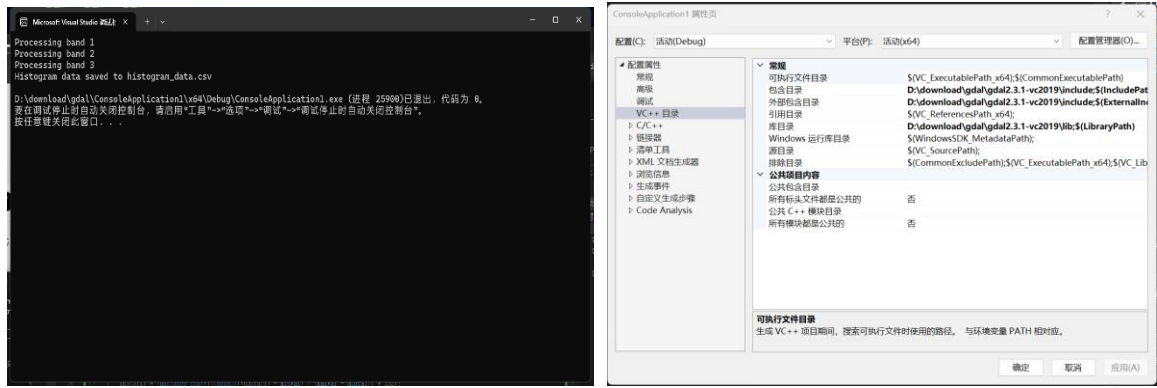 Microsoft Visual Studio 调试
Processing band 1
Processing band 2
Processing band 3
Histogram data saved to histogram_data.csv
D:\download\gdal\ConsoleApplication1\x64\Debug\ConsoleApplication1.exe (进程 25900)已退出，代码为 0。
要在调试停止时自动关闭控制台，请启用“工具”->“选项”->“调试”->“调试停止时自动关闭控制台”。
按任意键关闭此窗口. . .
ConsoleApplication1 属性页
配置(C): 活动(Debug) 平台(P): 活动(x64) 配置管理器(O)...
配置属性
常规
高级
调试
VC++ 目录
C/C++
链接器
清单工具
XML 文档生成器
浏览信息
生成事件
自定义生成步骤
Code Analysis
常规
可执行文件目录 $(VC_ExecutablePath_x64);$(CommonExecutablePath)
包含目录 D:\download\gdal\gdal2.3.1-vc2019\include;$(IncludePat
外部包含目录 D:\download\gdal\gdal2.3.1-vc2019\include;$(ExternalInc
引用目录 $(VC_ReferencesPath_x64);
库目录 D:\download\gdal\gdal2.3.1-vc2019\lib;$(LibraryPath)
Windows 运行库目录 $(WindowsSDK_MetadataPath);
源目录 $(VC_SourcePath);
排除目录 $(CommonExcludePath);$(VC_ExecutablePath_x64);$(VC_Lib
公共项目内容
公共包含目录
所有标头文件都是公共的 否
公共 C++ 模块目录
所有模块都是公共的 否
可执行文件目录
生成 VC++ 项目期间，搜索可执行文件时使用的路径。 与环境变量 PATH 相对应。
确定 取消 应用(A)